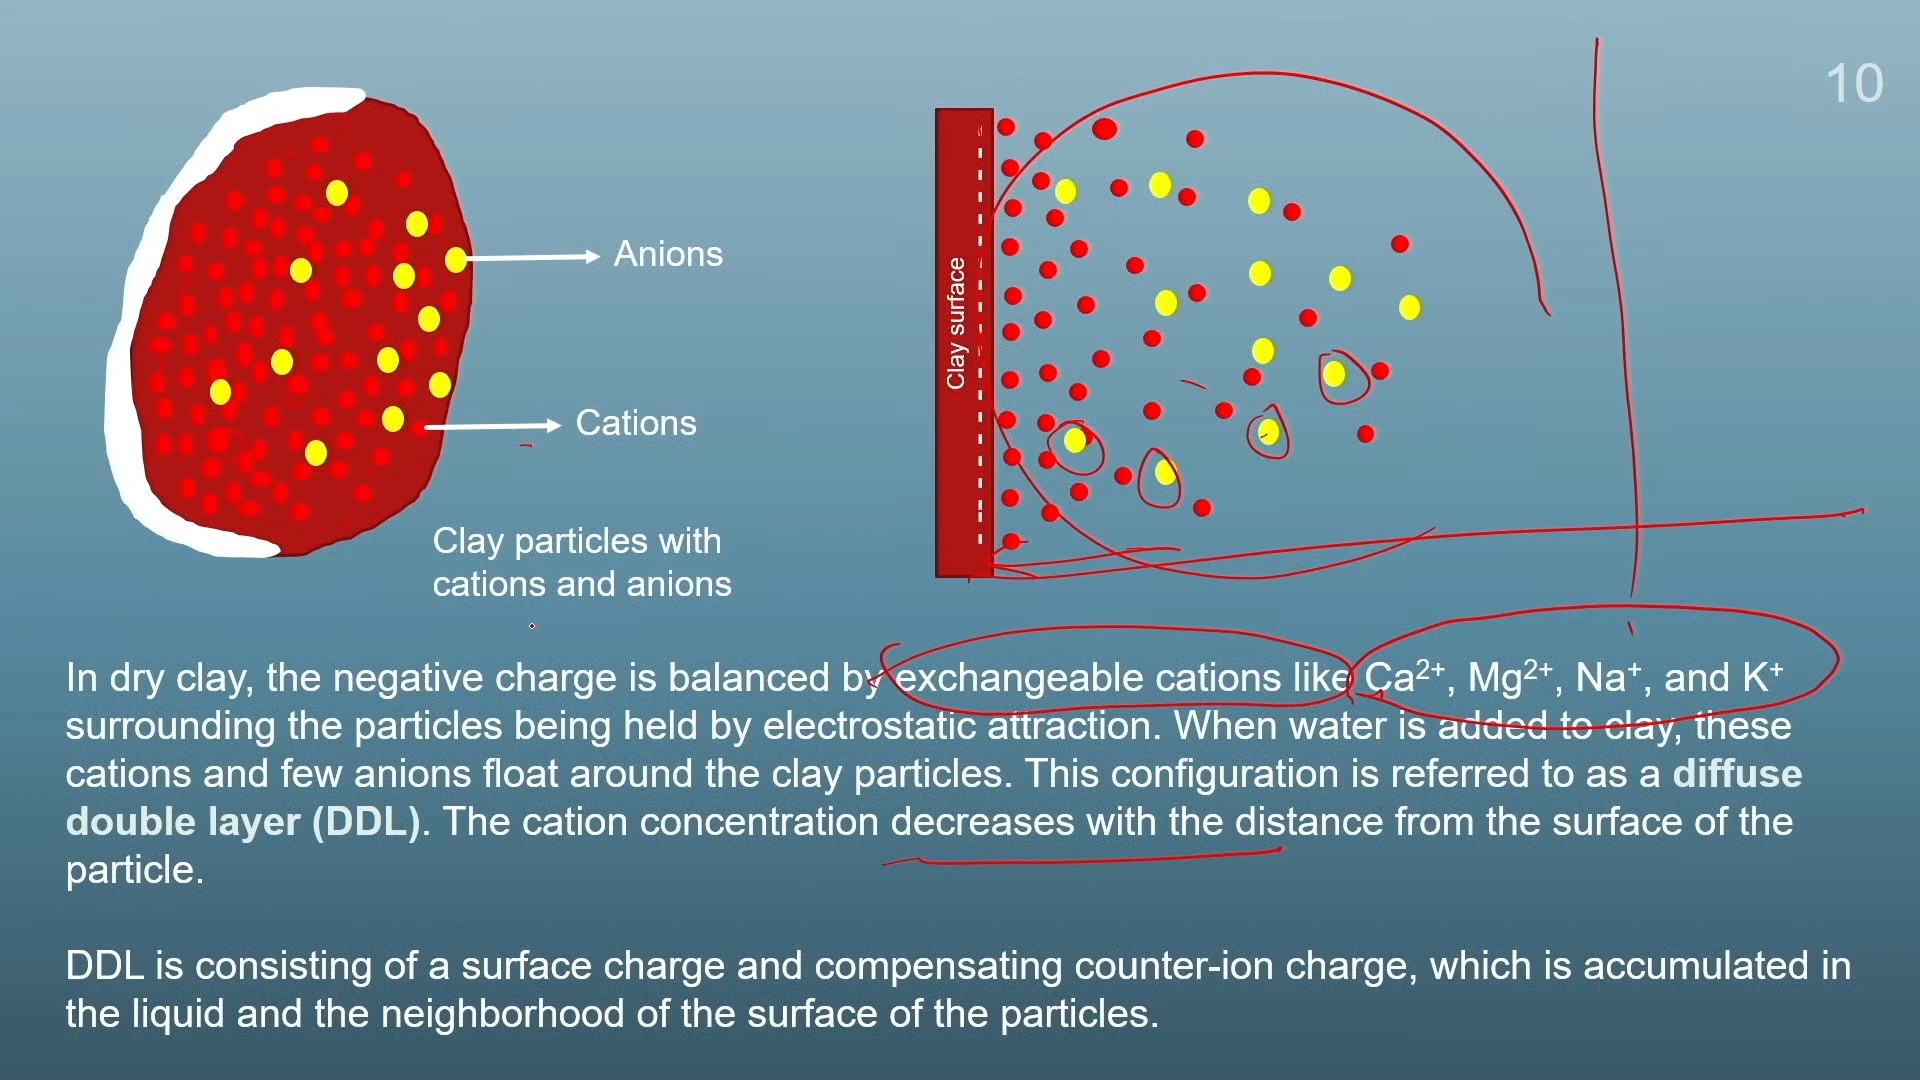 10
Anions
Cations
Clay particles with
cations and anions
Clay surface
In dry clay, the negative charge is balanced by exchangeable cations like Ca²⁺, Mg²⁺, Na⁺, and K⁺
surrounding the particles being held by electrostatic attraction. When water is added to clay, these
cations and few anions float around the clay particles. This configuration is referred to as a diffuse
double layer (DDL). The cation concentration decreases with the distance from the surface of the
particle.
DDL is consisting of a surface charge and compensating counter-ion charge, which is accumulated in
the liquid and the neighborhood of the surface of the particles.